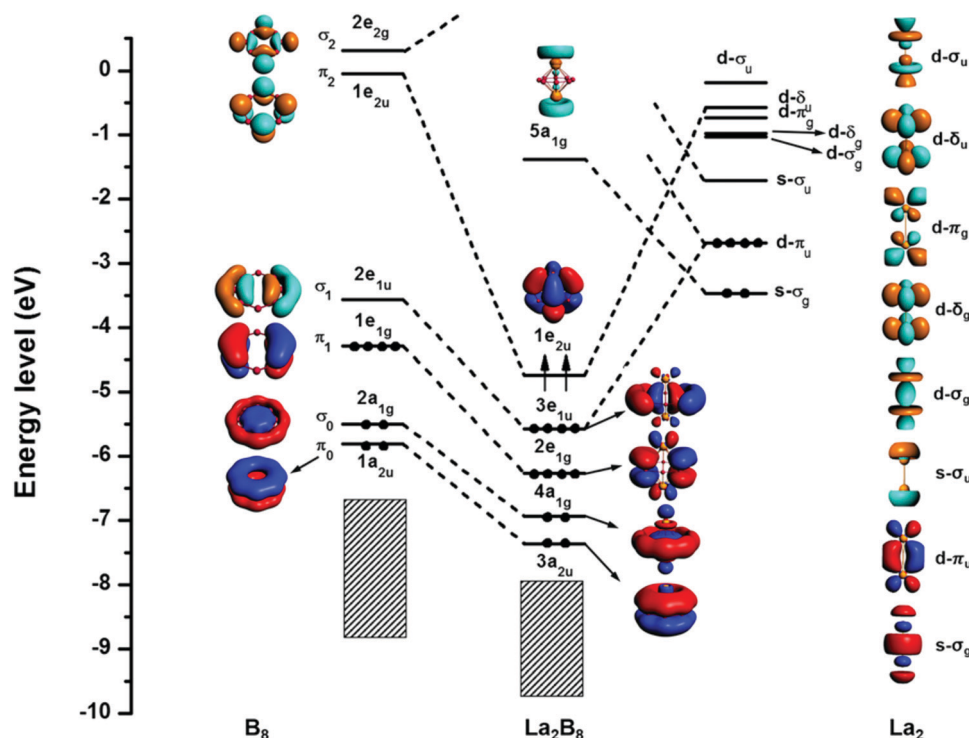 Energy level (eV)
0
-1
-2
-3
-4
-5
-6
-7
-8
-9
-10
σ₂ 2e₂g
π₂ 1e₂ᵤ
σ₁ 2e₁ᵤ
π₁ 1e₁g
σ₀ 2a₁g
π₀ 1a₂ᵤ
B₈
5a₁g
1e₂ᵤ
3e₁ᵤ
2e₁g
4a₁g
3a₂ᵤ
La₂B₈
d-σᵤ
d-δᵤ
d-πg
d-δg
d-σg
s-σᵤ
d-πᵤ
s-σg
d-σᵤ
d-δᵤ
d-πg
d-δg
d-σg
s-σᵤ
d-πᵤ
s-σg
La₂